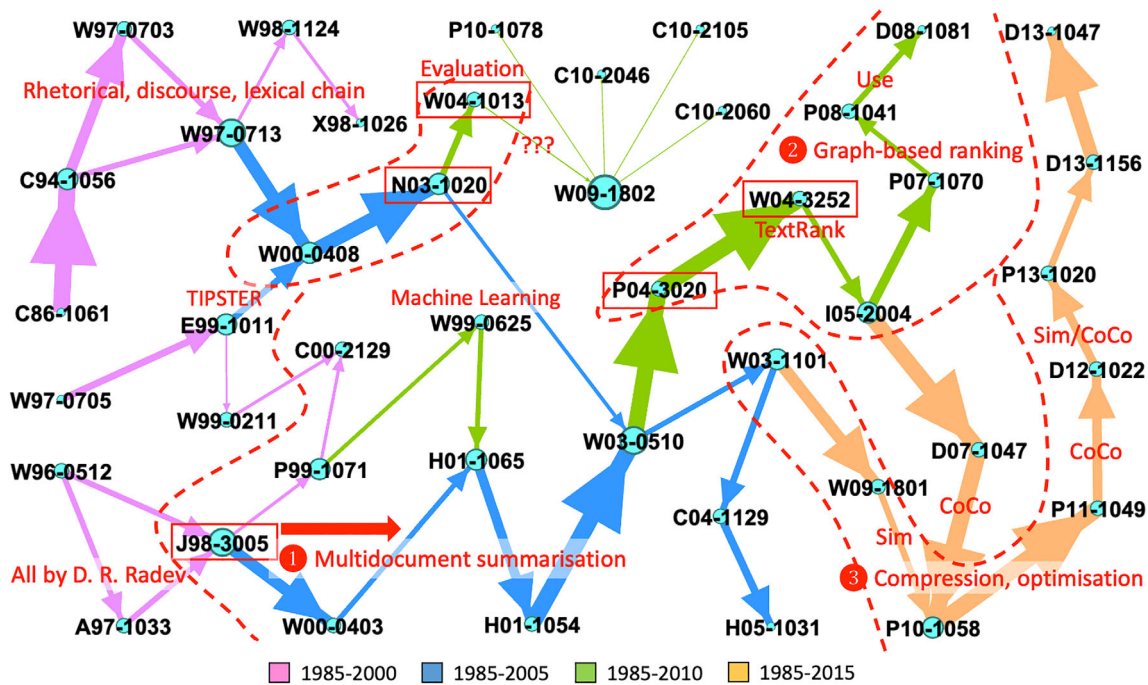 W97-0703
W98-1124
P10-1078
C10-2105
D08-1081
D13-1047
Evaluation
C10-2046
Use
Rhetorical, discourse, lexical chain
W04-1013
C10-2060
P08-1041
X98-1026
W97-0713
???
2 Graph-based ranking
D13-1156
C94-1056
N03-1020
W09-1802
P07-1070
W04-3252
TextRank
W00-0408
P13-1020
TIPSTER
Machine Learning
P04-3020
C86-1061
E99-1011
W99-0625
I05-2004
Sim/CoCo
C00-2129
W03-1101
D12-1022
W97-0705
W99-0211
W03-0510
W96-0512
P99-1071
H01-1065
D07-1047
CoCo
W09-1801
CoCo
P11-1049
J98-3005
C04-1129
Sim
1 Multidocument summarisation
All by D. R. Radev
3 Compression, optimisation
A97-1033
W00-0403
H01-1054
H05-1031
P10-1058
1985-2000
1985-2005
1985-2010
1985-2015